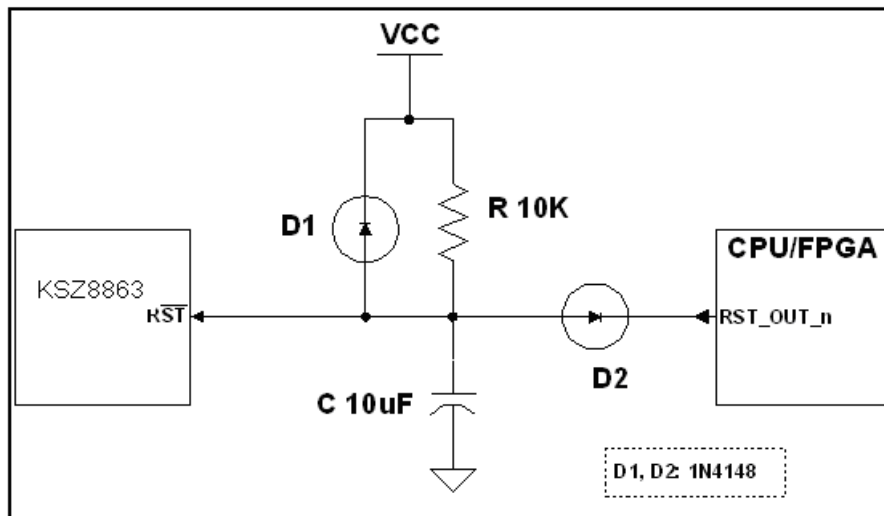 VCC
D1
R 10K
KSZ8863
RST
CPU/FPGA
RST_OUT_n
D2
C 10uF
D1, D2: 1N4148